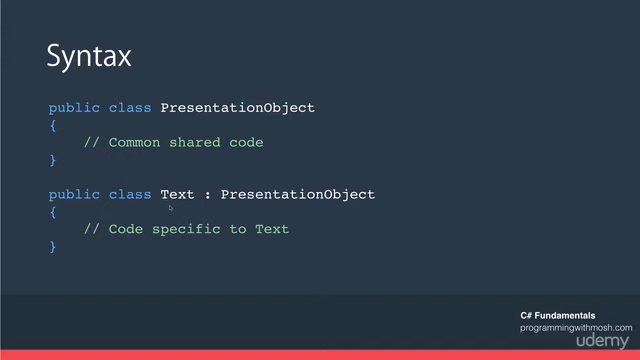 Syntax
public class PresentationObject
{
    // Common shared code
}
public class Text : PresentationObject
{
    // Code specific to Text
}
C# Fundamentals
programmingwithmosh.com
udemy